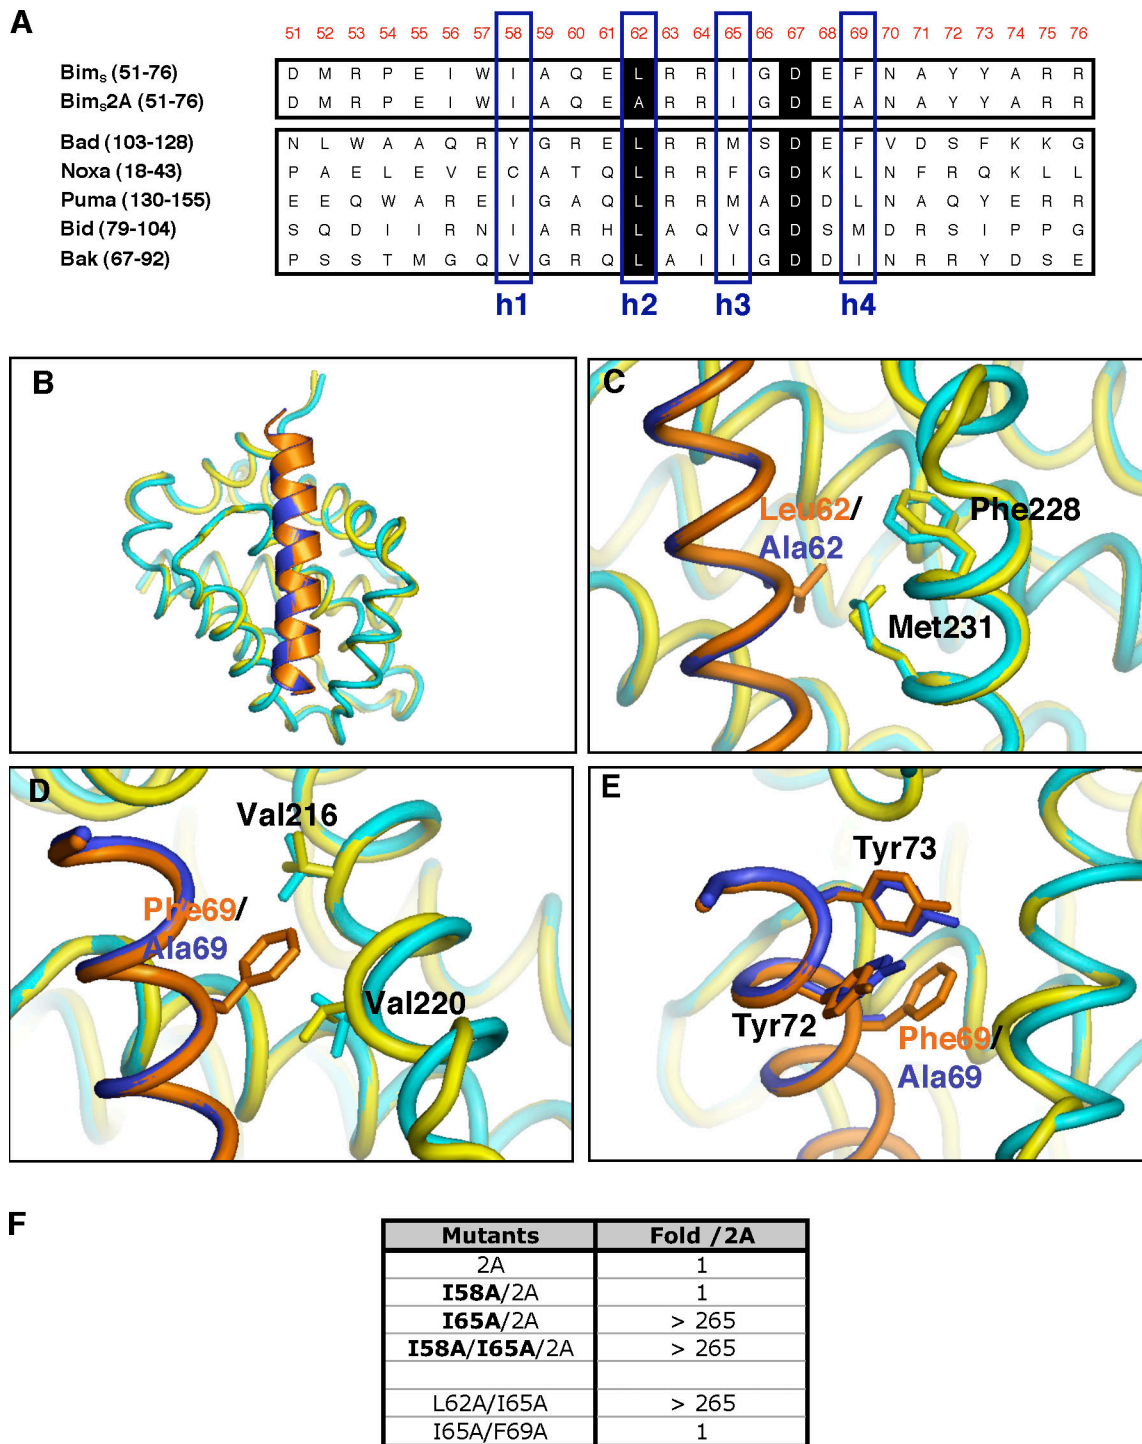 A
51 52 53 54 55 56 57 58 59 60 61 62 63 64 65 66 67 68 69 70 71 72 73 74 75 76
Bims (51-76) D M R P E I W I A Q E L R R I G D E F N A Y Y A R R
Bims2A (51-76) D M R P E I W I A Q E A R R I G D E A N A Y Y A R R
Bad (103-128) N L W A A Q R Y G R E L R R M S D E F V D S F K K G
Noxa (18-43) P A E L E V E C A T Q L R R F G D K L N F R Q K L L
Puma (130-155) E E Q W A R E I G A Q L R R M A D D L N A Q Y E R R
Bid (79-104) S Q D I I R N I A R H L A Q V G D S M D R S I P P G
Bak (67-92) P S S T M G Q V G R Q L A I I G D D I N R R Y D S E
h1 h2 h3 h4
B
C
Leu62/
Ala62
Phe228
Met231
D
Val216
Phe69/
Ala69
Val220
E
Tyr73
Tyr72
Phe69/
Ala69
F
Mutants Fold /2A
2A 1
I58A/2A 1
I65A/2A > 265
I58A/I65A/2A > 265
L62A/I65A > 265
I65A/F69A 1